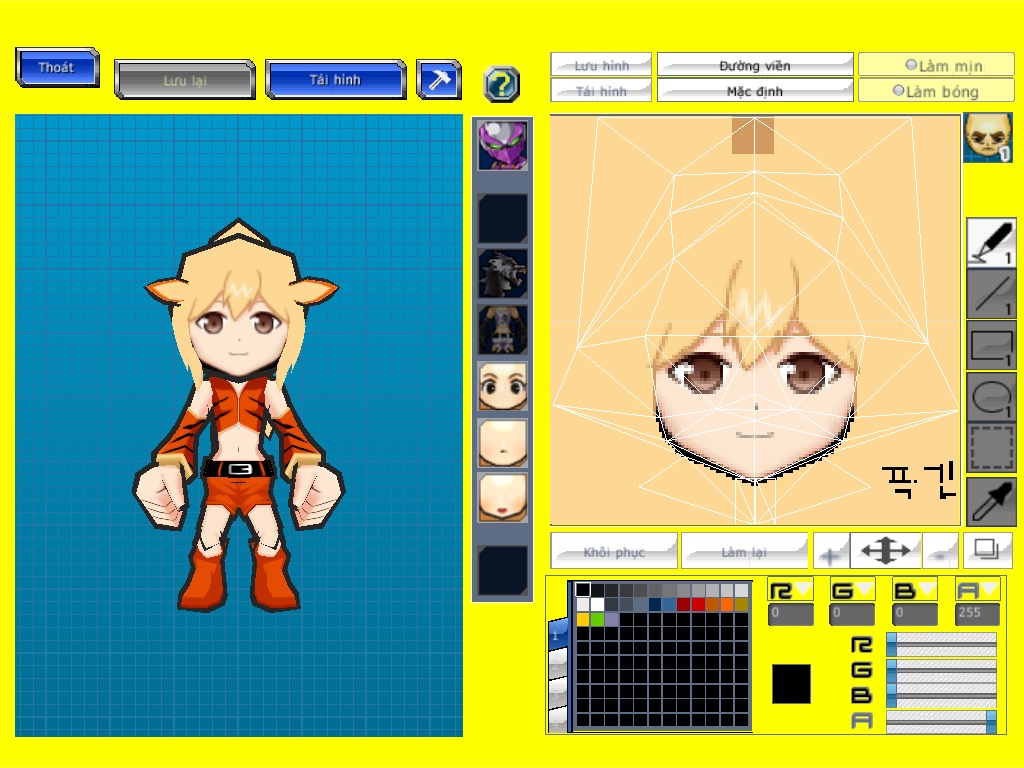 Thoát
Lưu lại
Tải hình
?
Lưu hình
Đường viền
Làm mịn
Tải hình
Mặc định
Làm bóng
1
1
1
1
1
픅.긴
Khôi phục
Làm lại
+
-
R
G
B
A
0
0
0
255
1
R
G
B
A